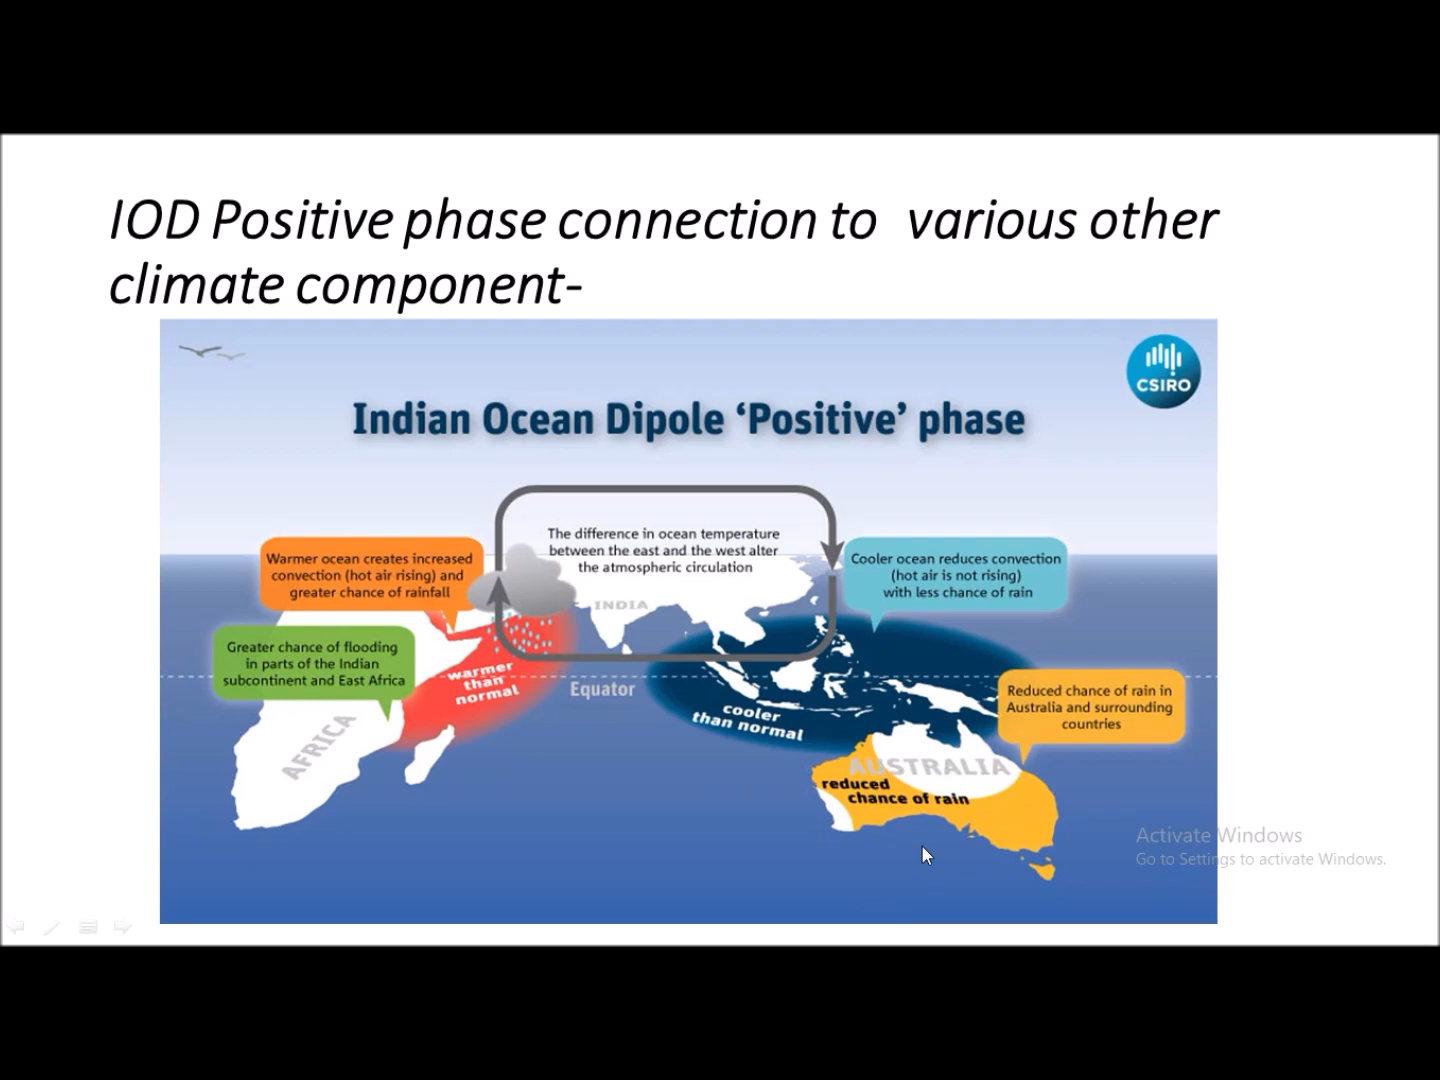 IOD Positive phase connection to various other
climate component-
CSIRO
Indian Ocean Dipole ‘Positive’ phase
The difference in ocean temperature
between the east and the west alter
the atmospheric circulation
Warmer ocean creates increased
convection (hot air rising) and
greater chance of rainfall
Cooler ocean reduces convection
(hot air is not rising)
with less chance of rain
INDIA
Greater chance of flooding
in parts of the Indian
subcontinent and East Africa
warmer
than
normal
Equator
cooler
than normal
Reduced chance of rain in
Australia and surrounding
countries
AFRICA
AUSTRALIA
reduced
chance of rain
Activate Windows
Go to Settings to activate Windows.